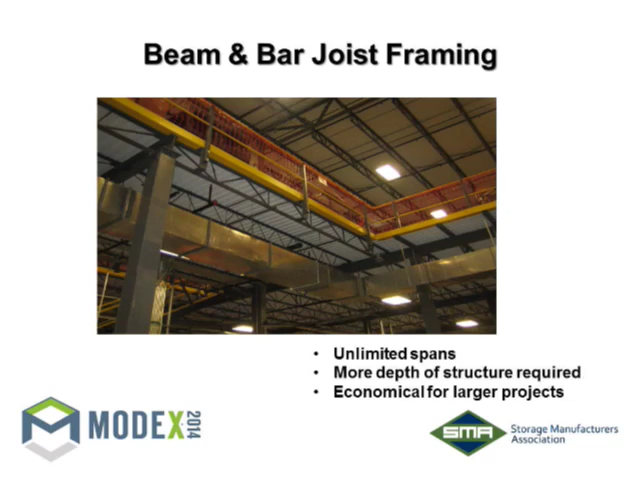 Beam & Bar Joist Framing
• Unlimited spans
• More depth of structure required
• Economical for larger projects
MODEX 2014
SMA
Storage Manufacturers
Association